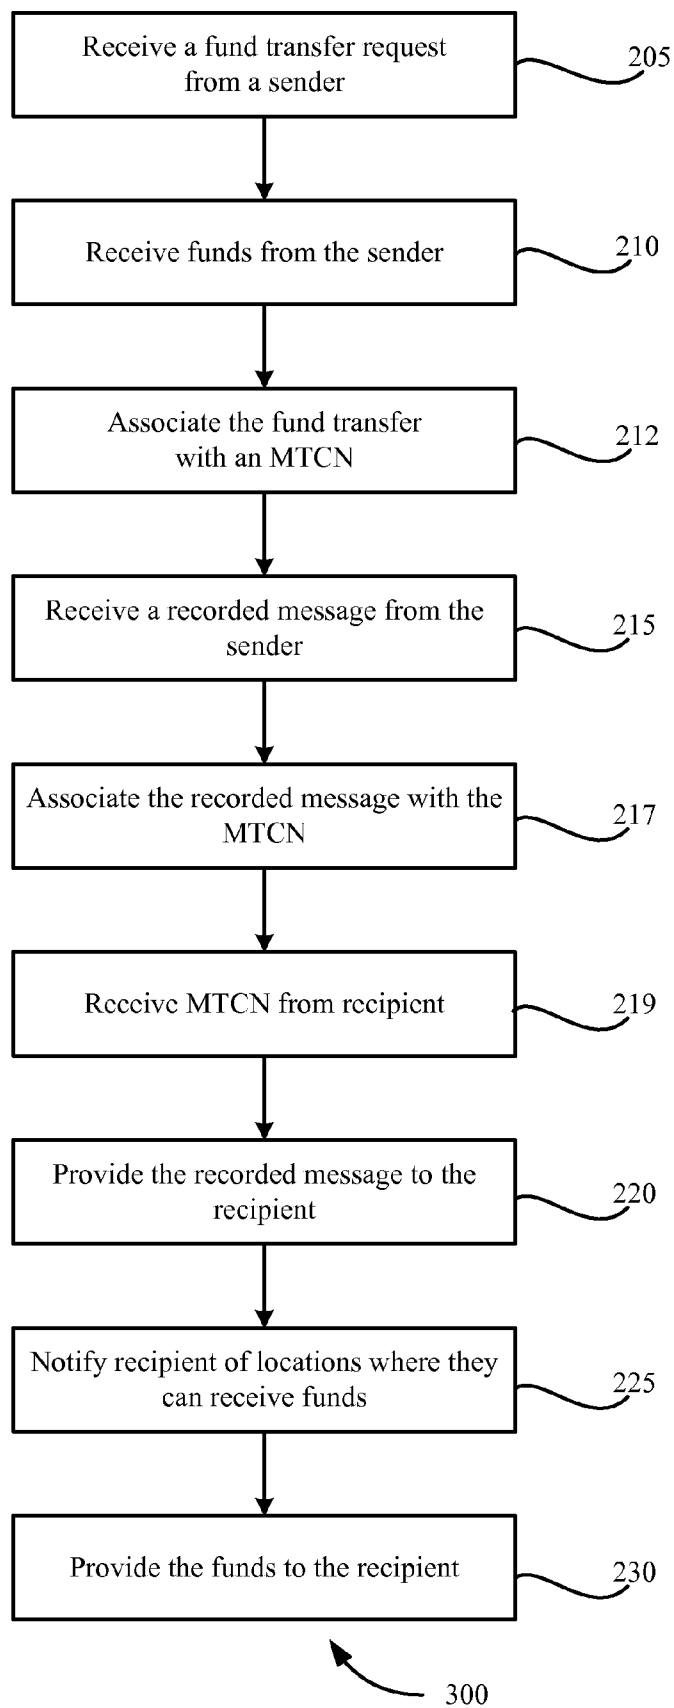 Receive a fund transfer request
from a sender
205
Receive funds from the sender
210
Associate the fund transfer
with an MTCN
212
Receive a recorded message from the
sender
215
Associate the recorded message with the
MTCN
217
Receive MTCN from recipient
219
Provide the recorded message to the
recipient
220
Notify recipient of locations where they
can receive funds
225
Provide the funds to the recipient
230
300